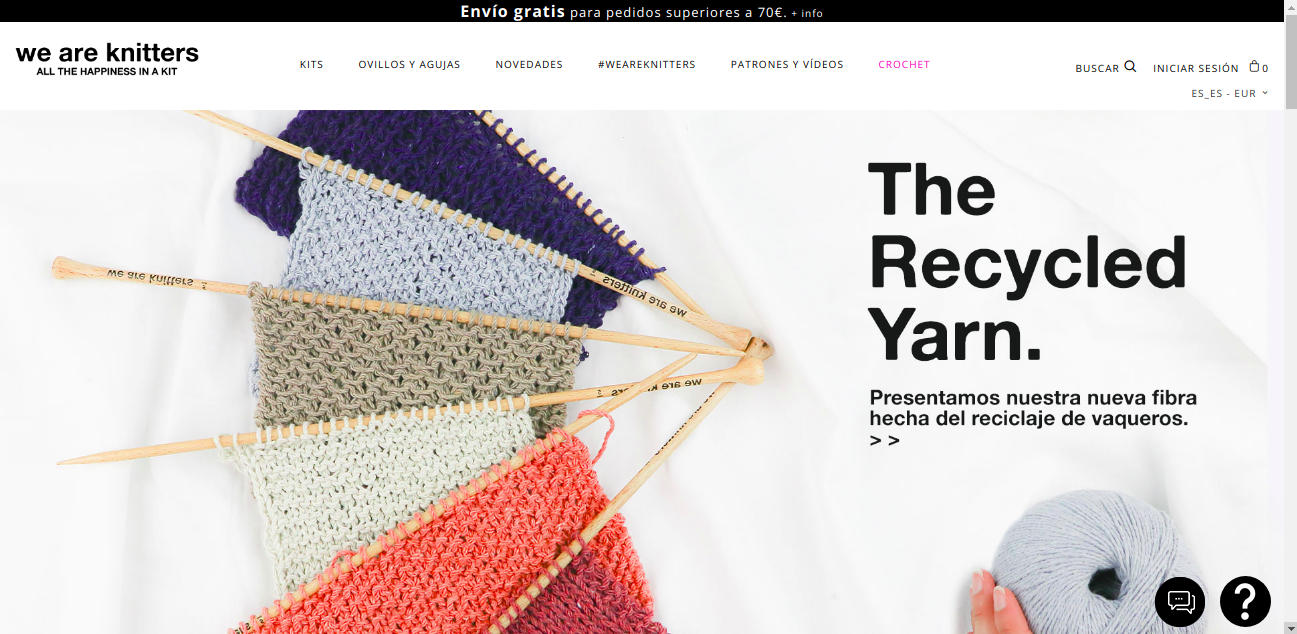 Envío gratis para pedidos superiores a 70€. + info
we are knitters
ALL THE HAPPINESS IN A KIT
KITS
OVILLOS Y AGUJAS
NOVEDADES
#WEAREKNITTERS
PATRONES Y VÍDEOS
CROCHET
BUSCAR
INICIAR SESIÓN
0
ES_ES - EUR
The
Recycled
Yarn.
Presentamos nuestra nueva fibra
hecha del reciclaje de vaqueros.
> >
we are knitters
we are knitters
we are knitters
?